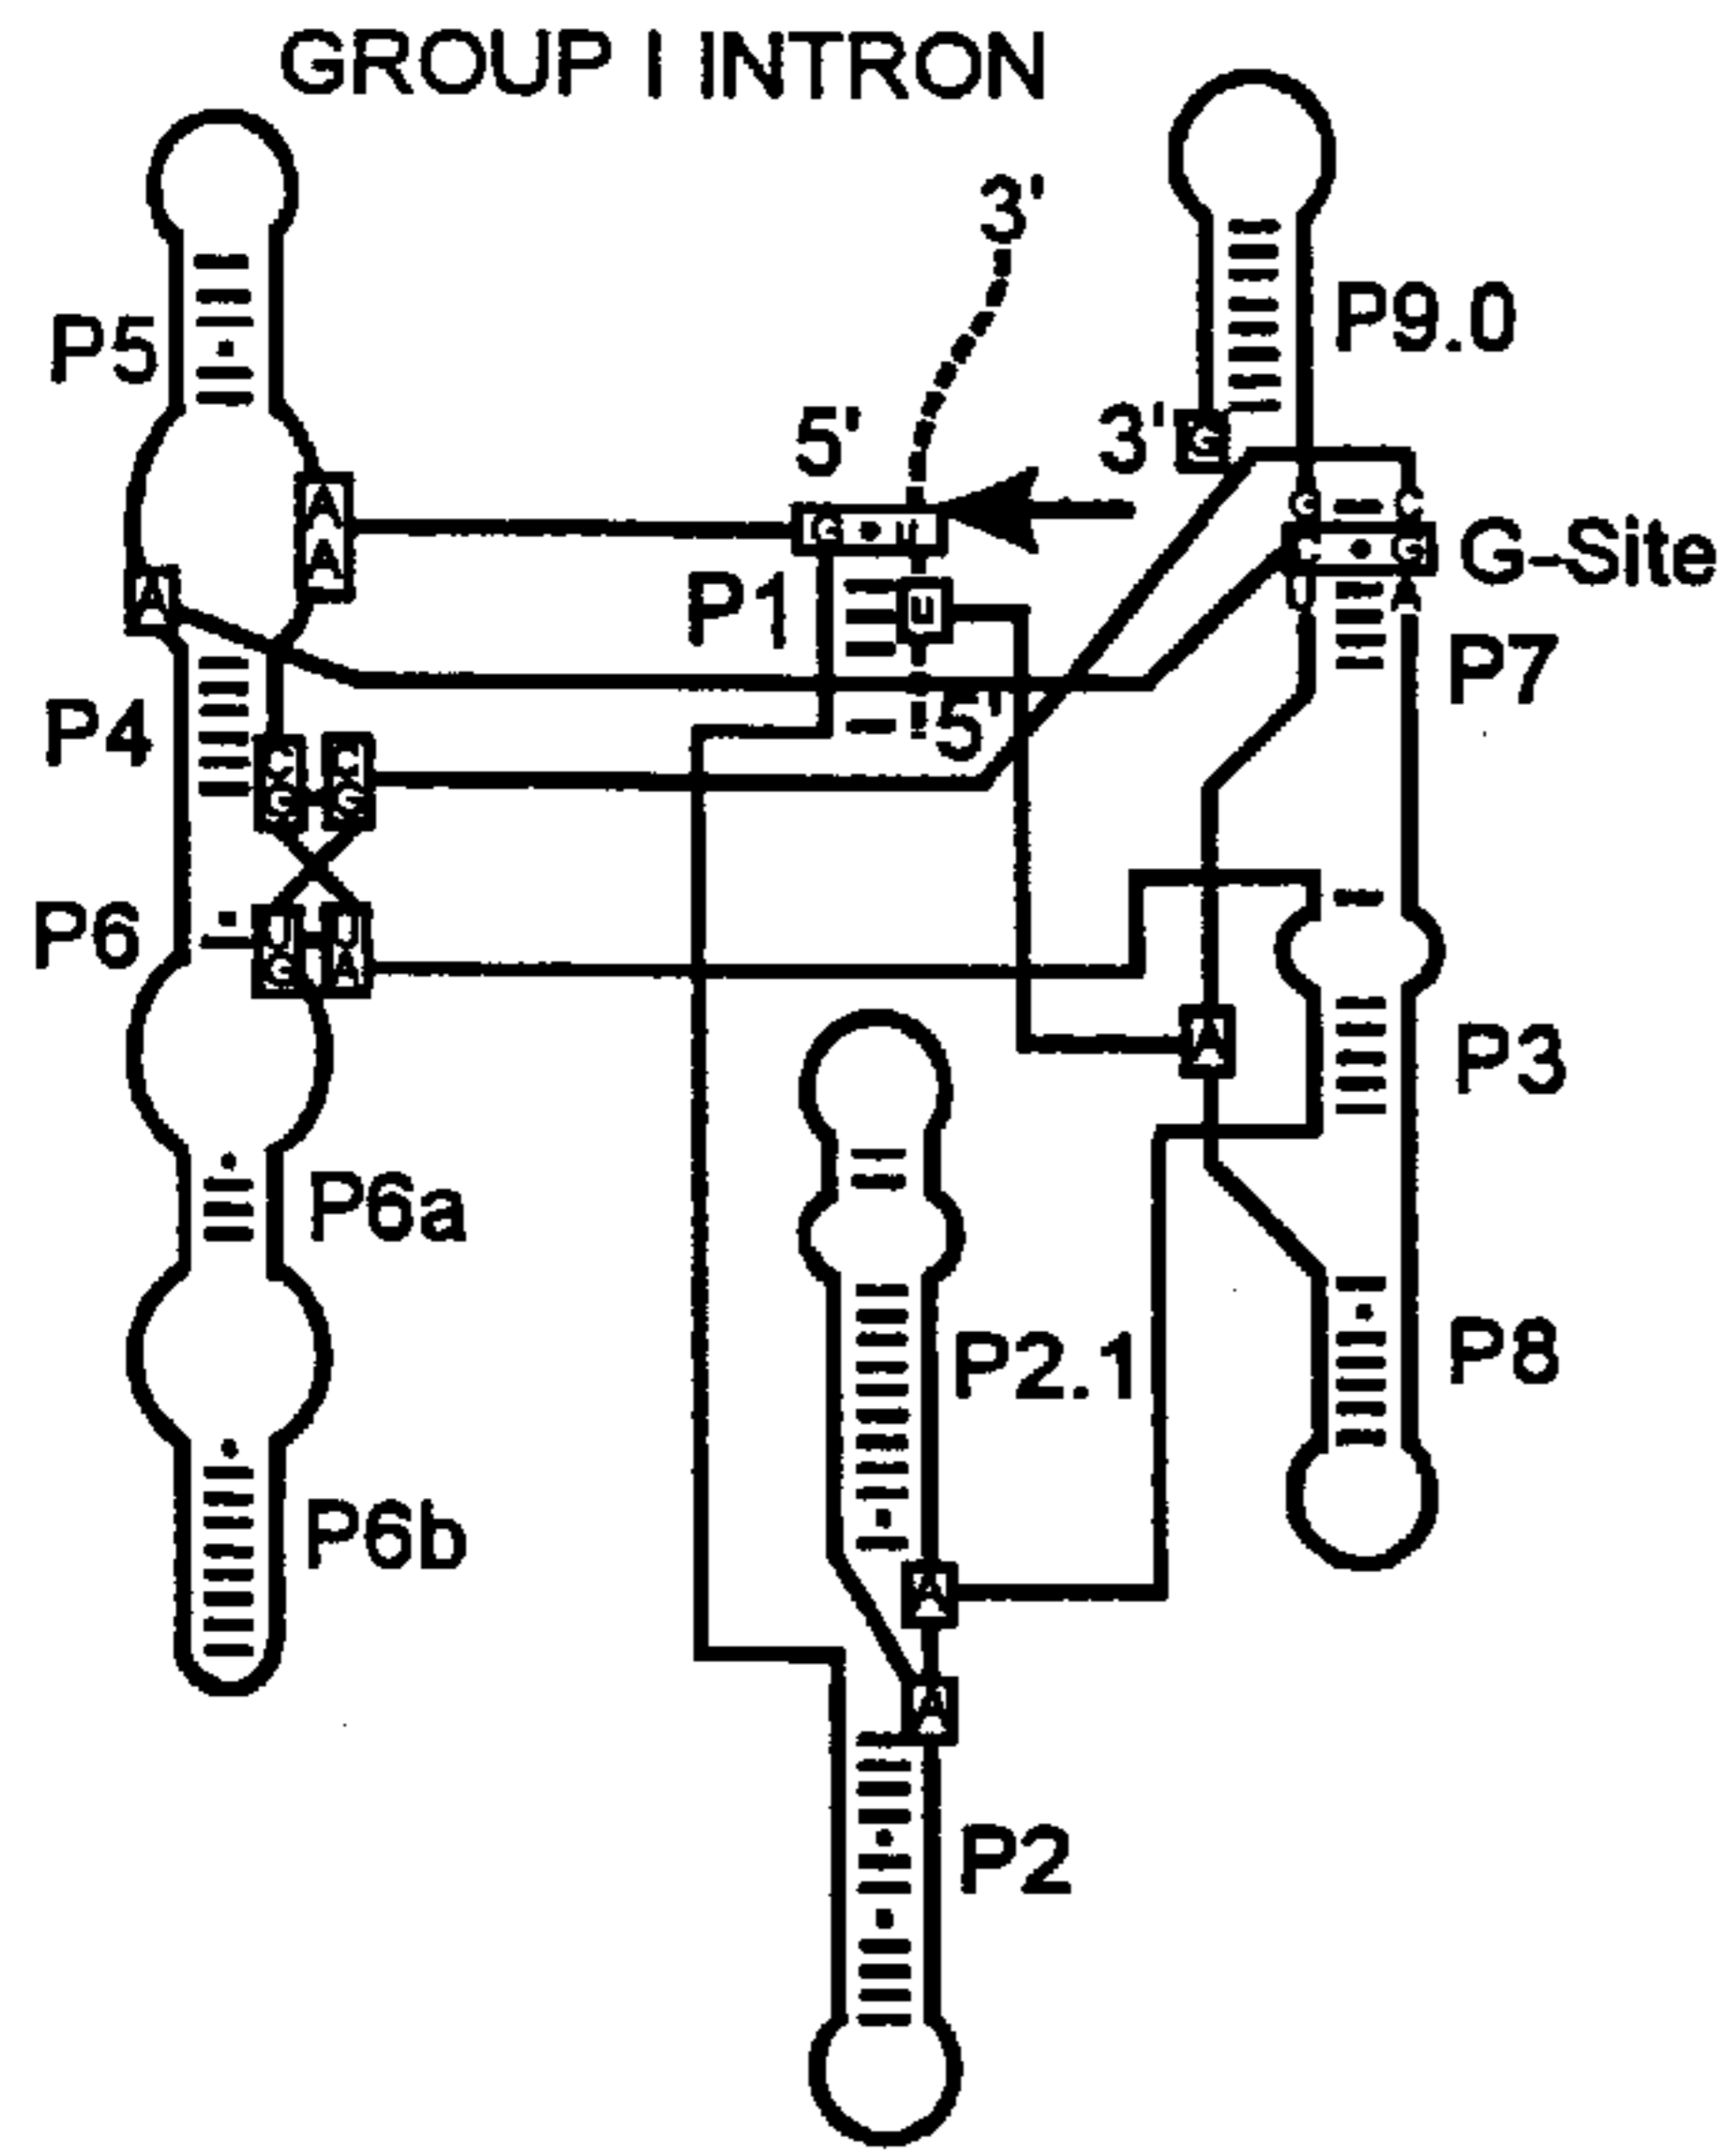 GROUP I INTRON
3'
P5
P9.0
5'
3'
G
A
A
G
G C
C G
G-Site
A
P1
U A
P7
P4
5'
C C
G G
P6
U U
G A
A
P3
P6a
P2.1
P8
P6b
A
A
P2